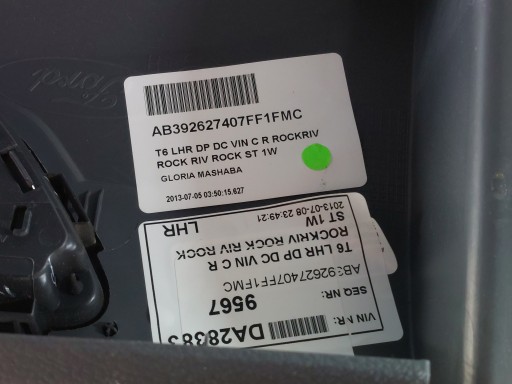 Ford
AB392627407FF1FMC
T6 LHR DP DC VIN C R ROCKRIV
ROCK RIV ROCK ST 1W
GLORIA MASHABA
2013-07-05 03:50:15.627
VIN NR:
SEQ NR:
9567
AB392627407FF1FMC
T6 LHR DP DC VIN C R
ROCKRIV ROCK RIV ROCK
ST 1W
LHR
2013-07-08 23:49:21